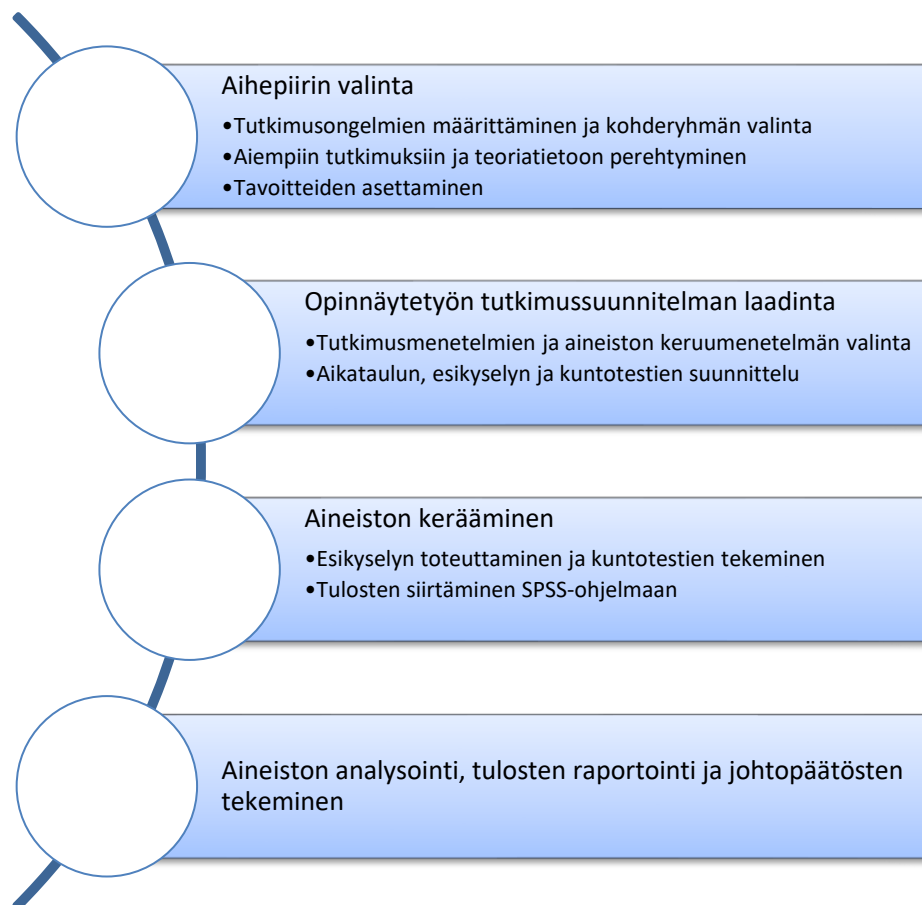 Aihepiirin valinta
•Tutkimusongelmien määrittäminen ja kohderyhmän valinta
•Aiempiin tutkimuksiin ja teoriatietoon perehtyminen
•Tavoitteiden asettaminen
Opinnäytetyön tutkimussuunnitelman laadinta
•Tutkimusmenetelmien ja aineiston keruumenetelmän valinta
•Aikataulun, esikyselyn ja kuntotestien suunnittelu
Aineiston kerääminen
•Esikyselyn toteuttaminen ja kuntotestien tekeminen
•Tulosten siirtäminen SPSS-ohjelmaan
Aineiston analysointi, tulosten raportointi ja johtopäätösten
tekeminen